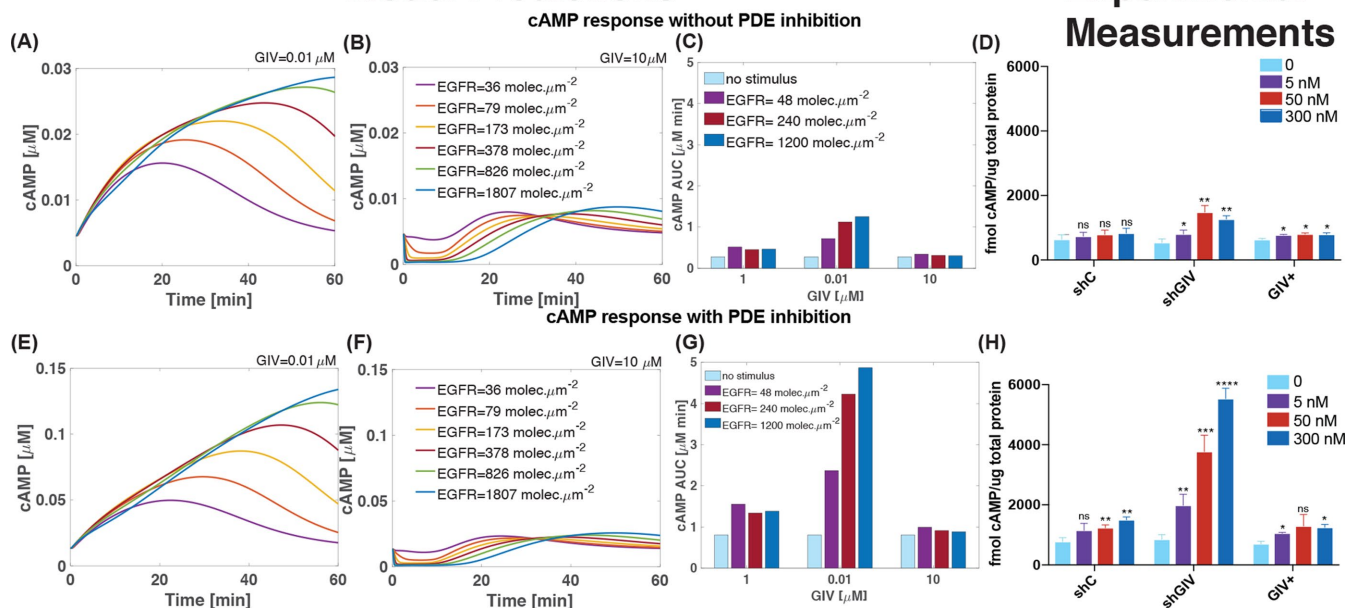 Measurements
cAMP response without PDE inhibition
(A)
GIV=0.01 μM
cAMP [μM]
0.03
0.02
0.01
0
0 20 40 60
Time [min]
(B)
GIV=10μM
cAMP [μM]
0.03
0.02
0.01
0
EGFR=36 molec.μm-2
EGFR=79 molec.μm-2
EGFR=173 molec.μm-2
EGFR=378 molec.μm-2
EGFR=826 molec.μm-2
EGFR=1807 molec.μm-2
0 20 40 60
Time [min]
(C)
cAMP AUC [μM min]
5
4
3
2
1
0
no stimulus
EGFR= 48 molec.μm-2
EGFR= 240 molec.μm-2
EGFR= 1200 molec.μm-2
1 0.01 10
GIV [μM]
(D)
fmol cAMP/ug total protein
6000
4000
2000
0
0
5 nM
50 nM
300 nM
ns ns ns
* ** **
* * *
shC shGIV GIV+
cAMP response with PDE inhibition
(E)
GIV=0.01 μM
cAMP [μM]
0.15
0.1
0.05
0
0 20 40 60
Time [min]
(F)
GIV=10 μM
cAMP [μM]
0.15
0.1
0.05
0
EGFR=36 molec.μm-2
EGFR=79 molec.μm-2
EGFR=173 molec.μm-2
EGFR=378 molec.μm-2
EGFR=826 molec.μm-2
EGFR=1807 molec.μm-2
0 20 40 60
Time [min]
(G)
cAMP AUC [μM min]
5
4
3
2
1
0
no stimulus
EGFR= 48 molec.μm-2
EGFR= 240 molec.μm-2
EGFR= 1200 molec.μm-2
1 0.01 10
GIV [μM]
(H)
fmol cAMP/ug total protein
6000
4000
2000
0
0
5 nM
50 nM
300 nM
ns ** **
** *** ****
* ns *
shC shGIV GIV+